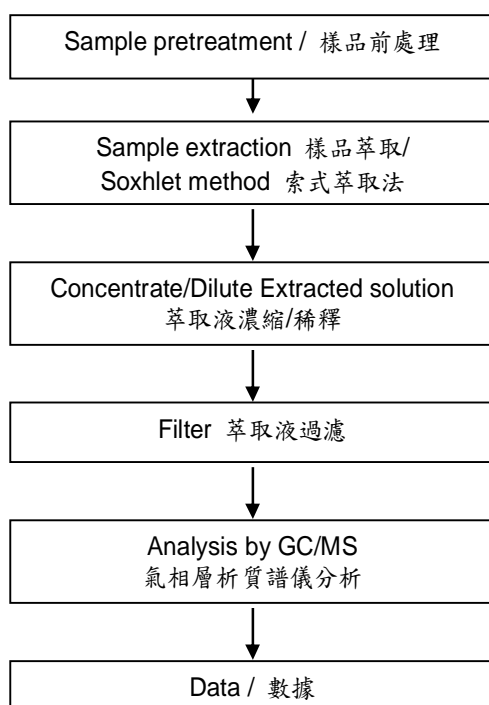 Sample pretreatment / 樣品前處理
Sample extraction 樣品萃取/
Soxhlet method 索式萃取法
Concentrate/Dilute Extracted solution
萃取液濃縮/稀釋
Filter 萃取液過濾
Analysis by GC/MS
氣相層析質譜儀分析
Data / 數據